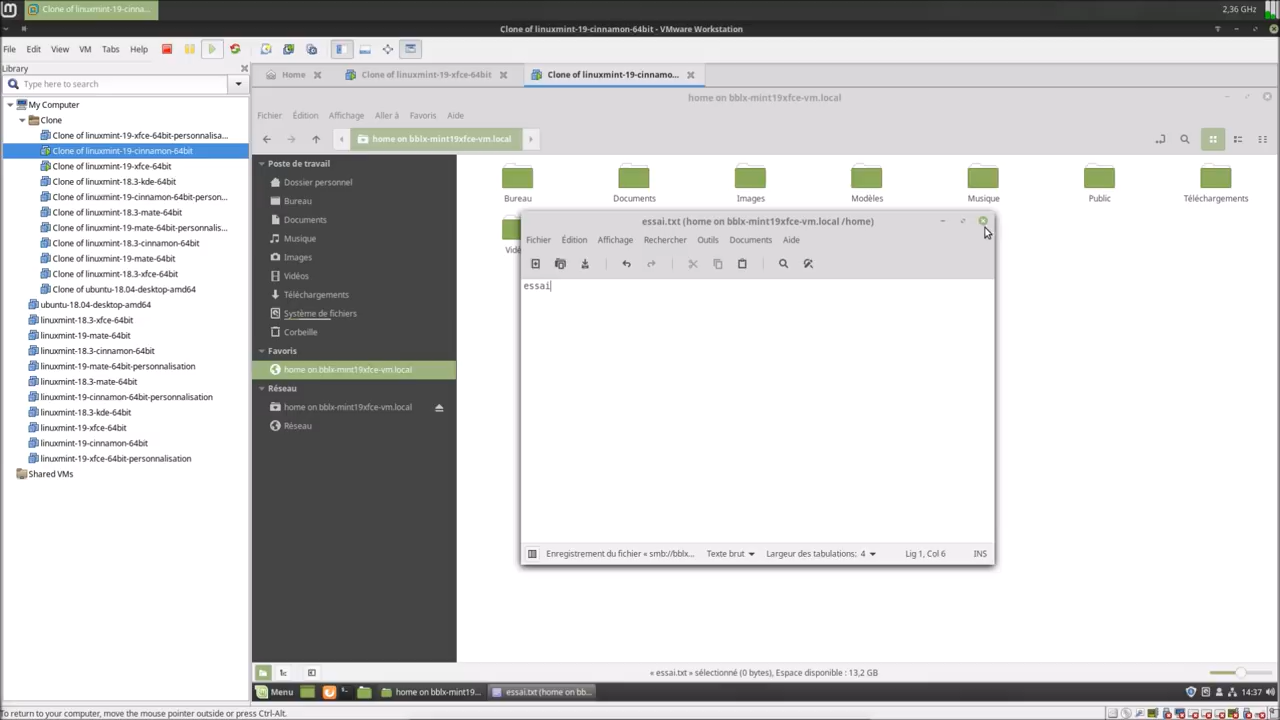 Clone of linuxmint-19-cinna...
2,36 GHz
Clone of linuxmint-19-cinnamon-64bit - VMware Workstation
File Edit View VM Tabs Help
Library
Type here to search
My Computer
Clone
Clone of linuxmint-19-xfce-64bit-personnalisa...
Clone of linuxmint-19-cinnamon-64bit
Clone of linuxmint-19-xfce-64bit
Clone of linuxmint-18.3-kde-64bit
Clone of linuxmint-19-cinnamon-64bit-person...
Clone of linuxmint-18.3-mate-64bit
Clone of linuxmint-19-mate-64bit-personnalis...
Clone of linuxmint-18.3-cinnamon-64bit
Clone of linuxmint-19-mate-64bit
Clone of linuxmint-18.3-xfce-64bit
Clone of ubuntu-18.04-desktop-amd64
ubuntu-18.04-desktop-amd64
linuxmint-18.3-xfce-64bit
linuxmint-19-mate-64bit
linuxmint-18.3-cinnamon-64bit
linuxmint-19-mate-64bit-personnalisation
linuxmint-18.3-mate-64bit
linuxmint-19-cinnamon-64bit-personnalisation
linuxmint-18.3-kde-64bit
linuxmint-19-xfce-64bit
linuxmint-19-cinnamon-64bit
linuxmint-19-xfce-64bit-personnalisation
Shared VMs
Home
Clone of linuxmint-19-xfce-64bit
Clone of linuxmint-19-cinnamo...
home on bblx-mint19xfce-vm.local
Fichier Édition Affichage Aller à Favoris Aide
home on bblx-mint19xfce-vm.local
Poste de travail
Dossier personnel
Bureau
Documents
Musique
Images
Vidéos
Téléchargements
Système de fichiers
Corbeille
Favoris
home on bblx-mint19xfce-vm.local
Réseau
home on bblx-mint19xfce-vm.local
Réseau
Bureau Documents Images Modèles Musique Public Téléchargements
essai.txt (home on bblx-mint19xfce-vm.local /home)
Fichier Édition Affichage Rechercher Outils Documents Aide
essai
Enregistrement du fichier « smb://bblx... Texte brut Largeur des tabulations: 4 Lig 1, Col 6 INS
« essai.txt » sélectionné (0 bytes), Espace disponible : 13,2 GB
Menu
home on bblx-mint19...
essai.txt (home on bb...
14:37
To return to your computer, move the mouse pointer outside or press Ctrl-Alt.